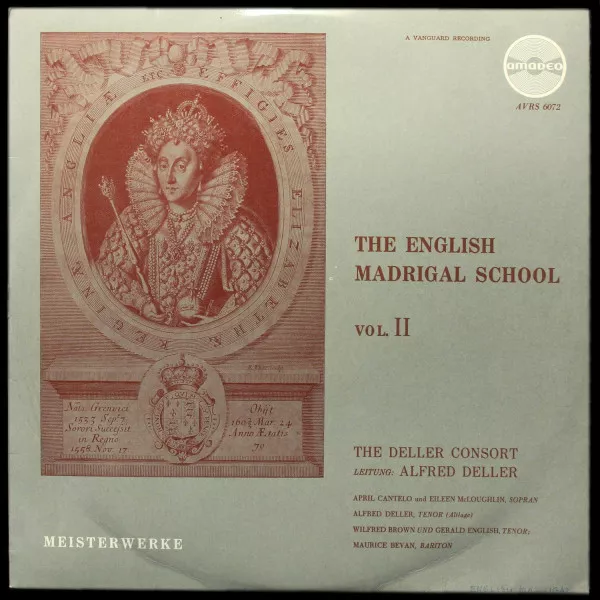 A VANGUARD RECORDING
AMADEO
AVRS 6072
ANGLIÆ ETC EFFIGIES ELIZABETHÆ REGINÆ
THE ENGLISH
MADRIGAL SCHOOL
VOL. II
Nata Grenwici
1533 Sept 7.
Sorori Successit
in Regno
1558. Nov. 17
Obijt
160⅔ Mar. 24
Anno Ætatis
70
THE DELLER CONSORT
LEITUNG: ALFRED DELLER
APRIL CANTELO und EILEEN McLOUGHLIN, SOPRAN
ALFRED DELLER, TENOR (Altlage)
WILFRED BROWN UND GERALD ENGLISH, TENOR;
MAURICE BEVAN, BARITON
MEISTERWERKE